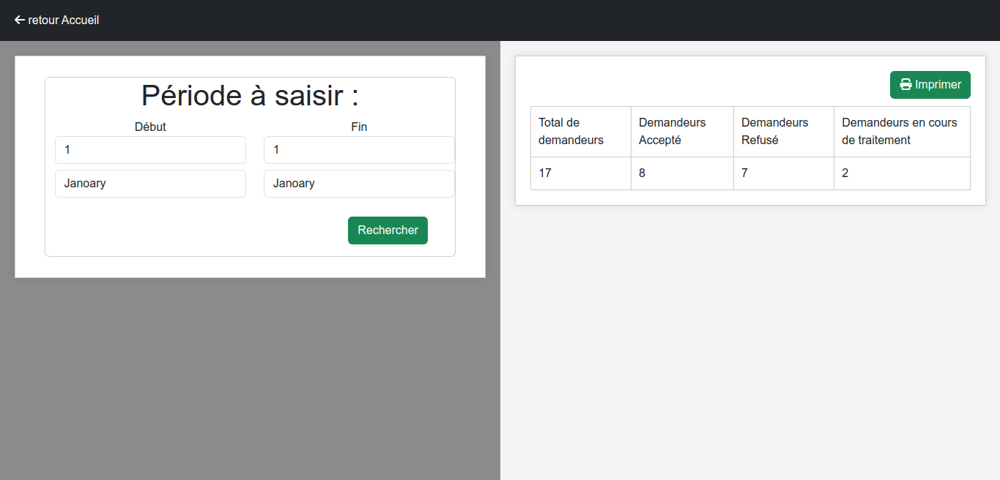 retour Accueil
Période à saisir :
Début
Fin
1
1
Janoary
Janoary
Rechercher
Imprimer
Total de
demandeurs
Demandeurs
Accepté
Demandeurs
Refusé
Demandeurs en cours
de traitement
17
8
7
2